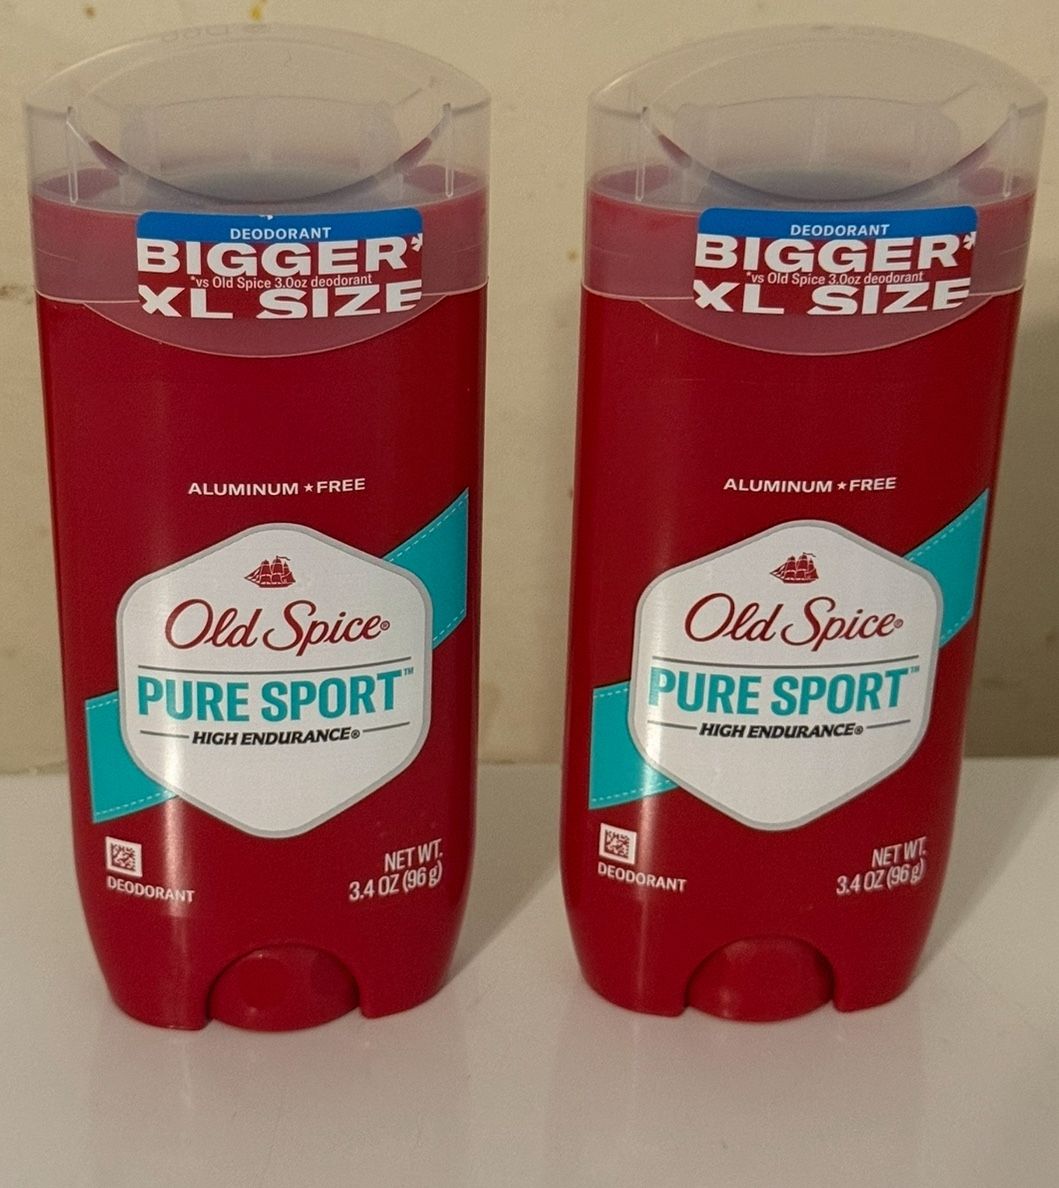 DEODORANT
BIGGER*
*vs Old Spice 3.0oz deodorant
XL SIZE
ALUMINUM ★ FREE
Old Spice®
PURE SPORT™
HIGH ENDURANCE®
DEODORANT
NET WT.
3.4 OZ (96 g)
DEODORANT
BIGGER*
*vs Old Spice 3.0oz deodorant
XL SIZE
ALUMINUM ★ FREE
Old Spice®
PURE SPORT™
HIGH ENDURANCE®
DEODORANT
NET WT.
3.4 OZ (96 g)